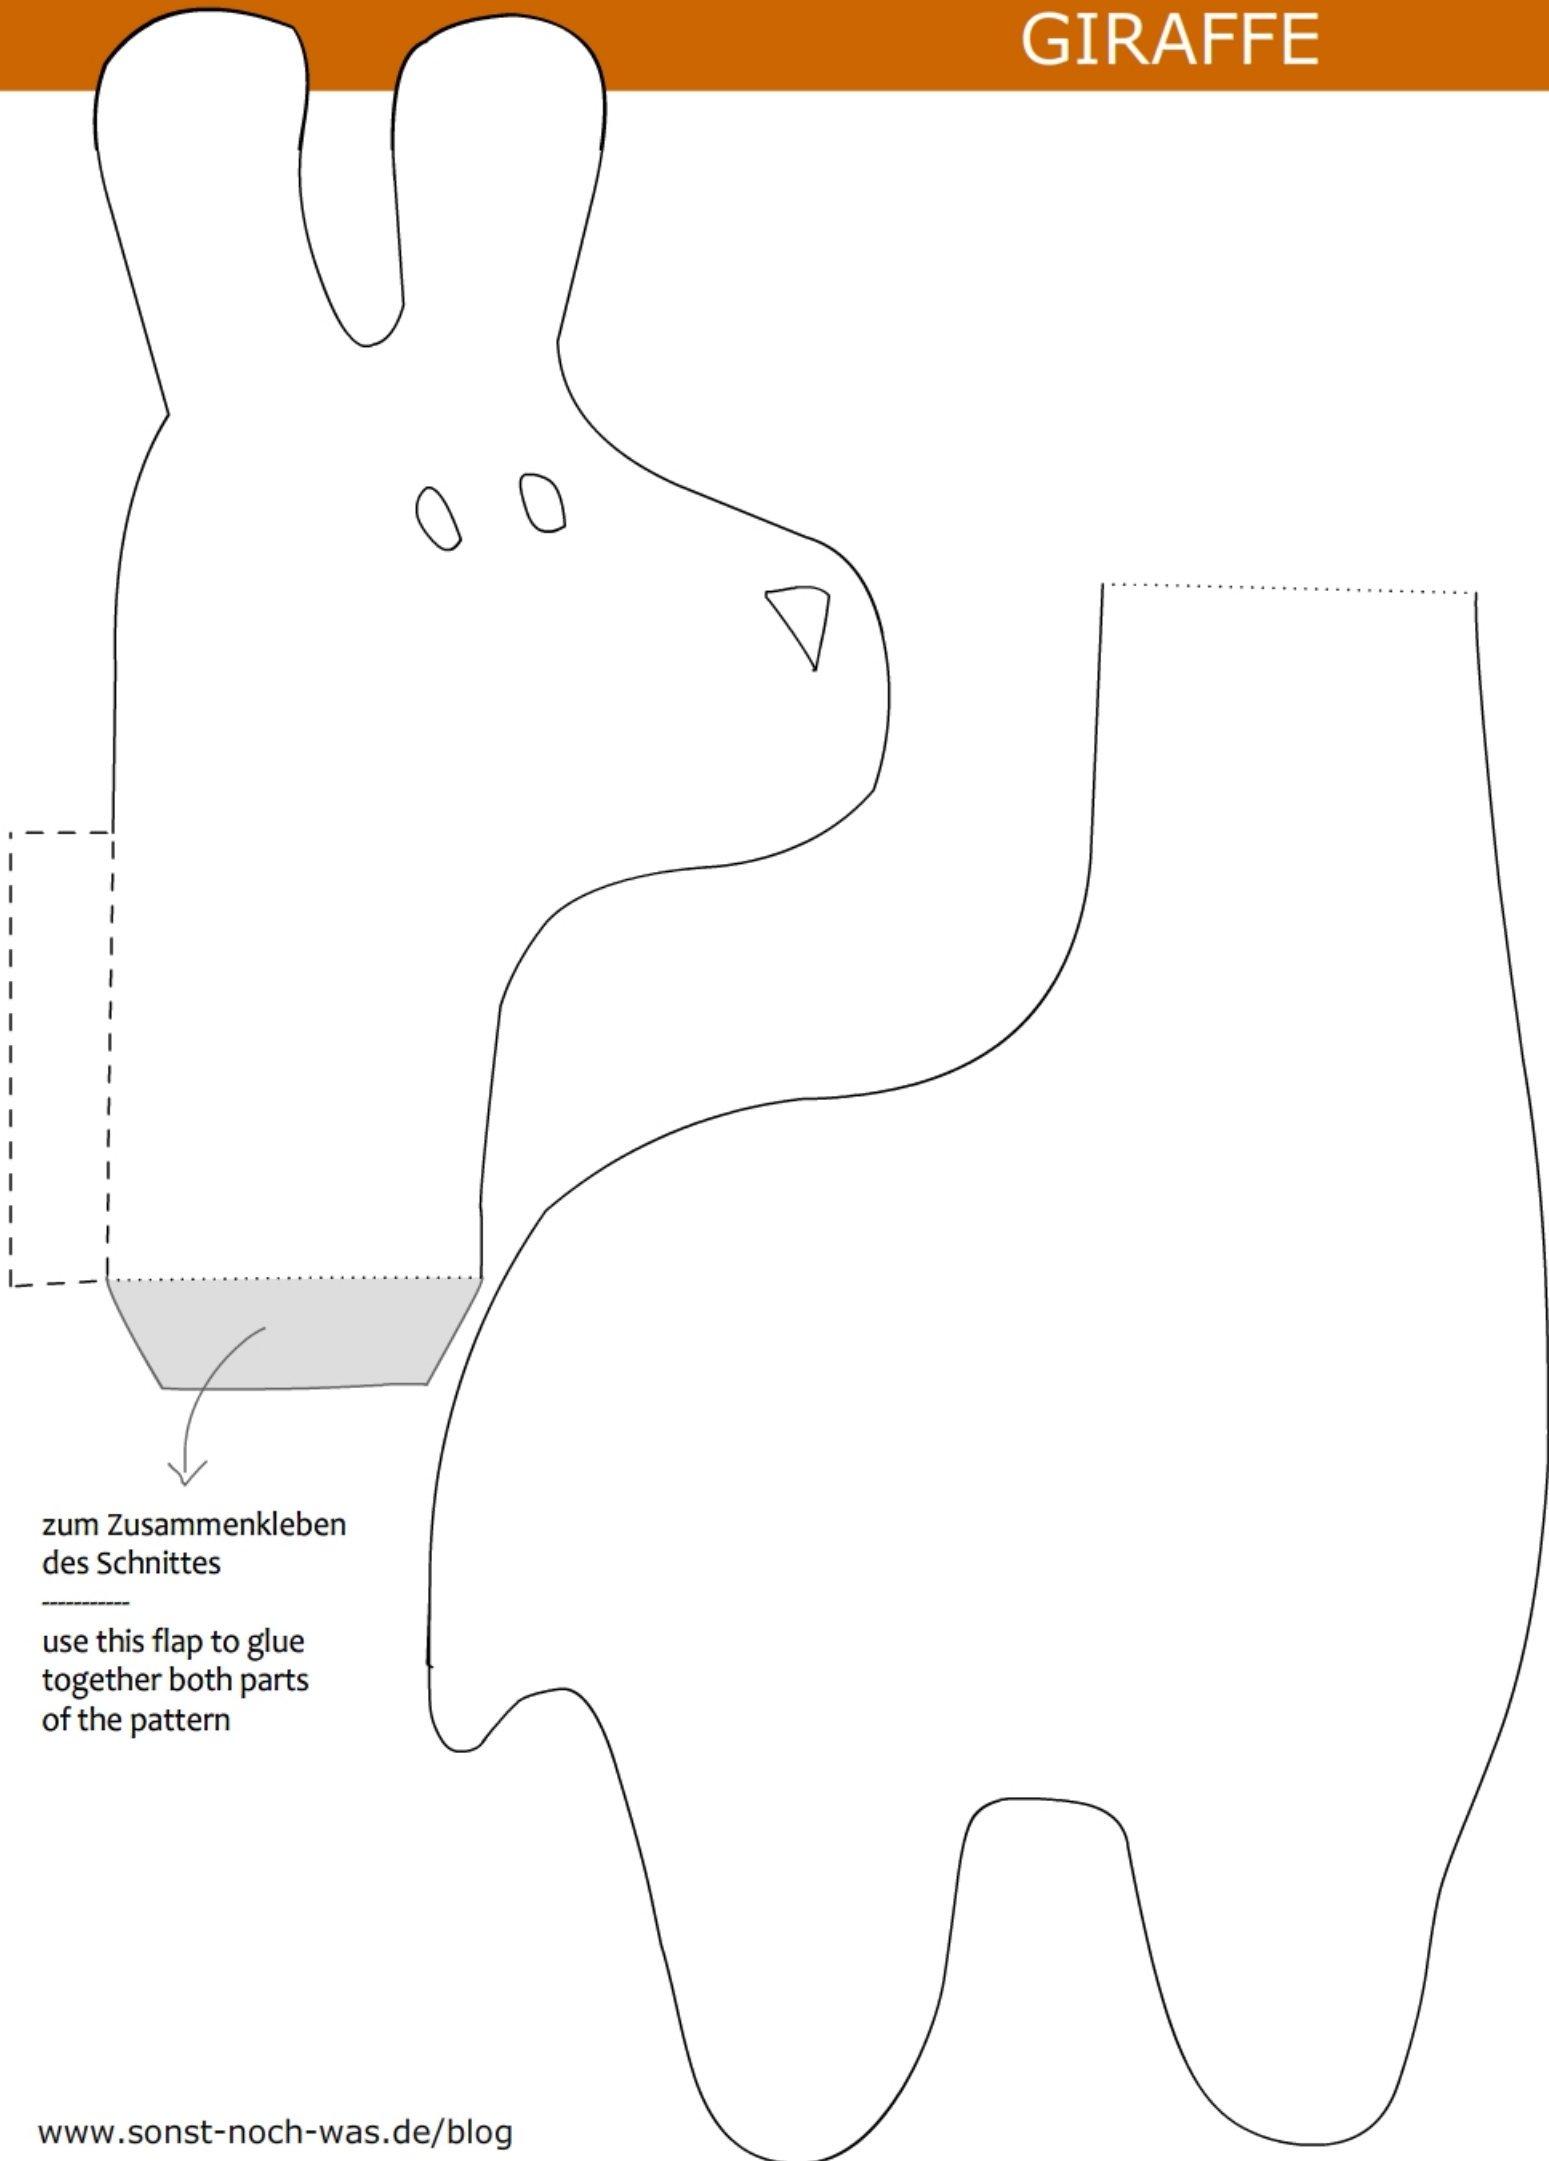 GIRAFFE
zum Zusammenkleben
des Schnittes
-----------
use this flap to glue
together both parts
of the pattern
www.sonst-noch-was.de/blog